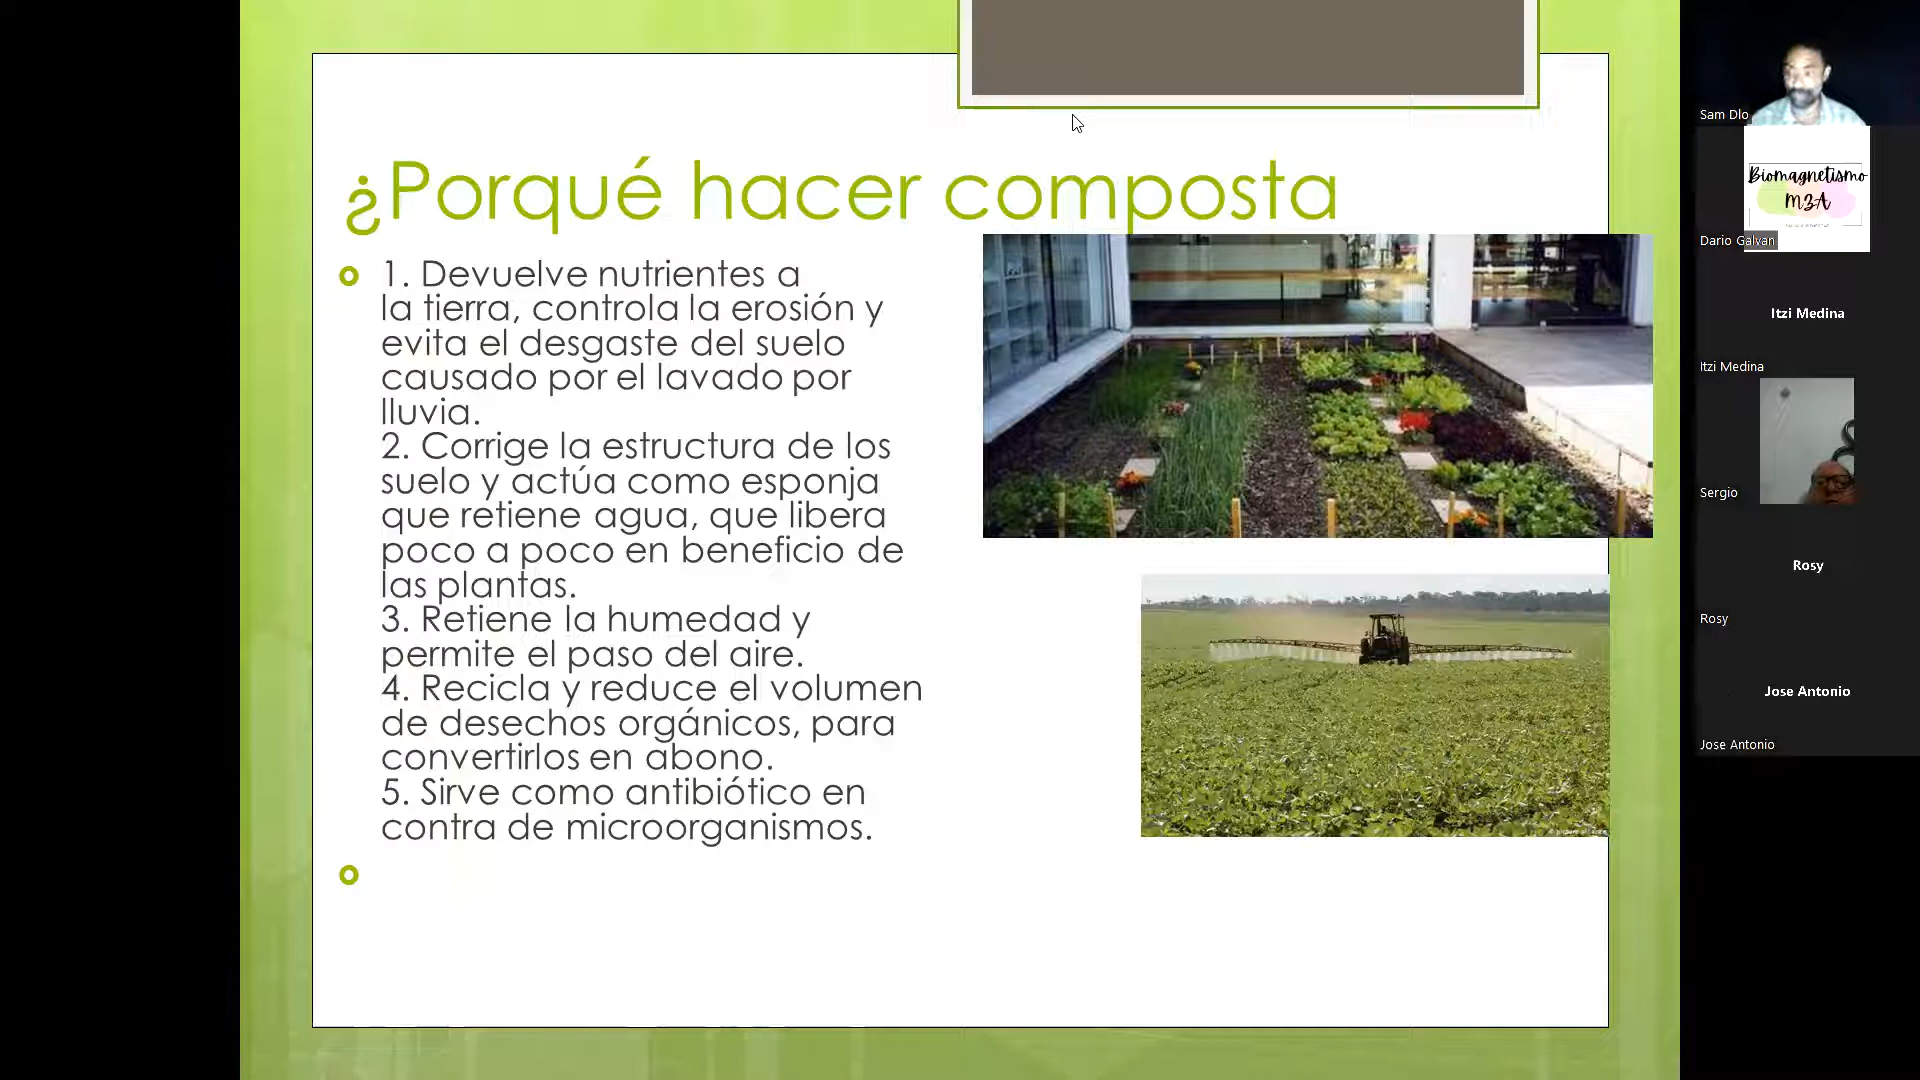 ¿Porqué hacer composta
1. Devuelve nutrientes a
la tierra, controla la erosión y
evita el desgaste del suelo
causado por el lavado por
lluvia.
2. Corrige la estructura de los
suelo y actúa como esponja
que retiene agua, que libera
poco a poco en beneficio de
las plantas.
3. Retiene la humedad y
permite el paso del aire.
4. Recicla y reduce el volumen
de desechos orgánicos, para
convertirlos en abono.
5. Sirve como antibiótico en
contra de microorganismos.
Sam Dlo
Biomagnetismo
M3A
Dario Galvan
Itzi Medina
Itzi Medina
Sergio
Rosy
Rosy
Jose Antonio
Jose Antonio